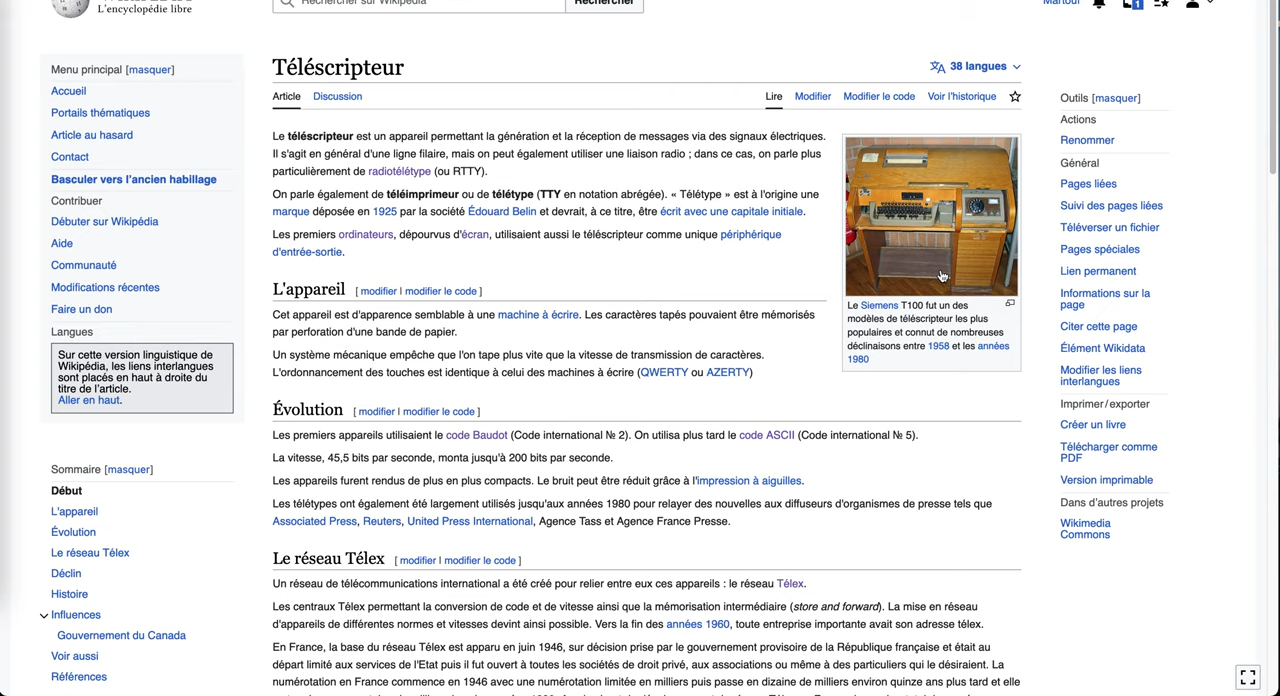 L'encyclopédie libre
Rechercher sur Wikipédia
Rechercher
Martouf
1
Menu principal [masquer]
Accueil
Portails thématiques
Article au hasard
Contact
Basculer vers l'ancien habillage
Contribuer
Débuter sur Wikipédia
Aide
Communauté
Modifications récentes
Faire un don
Langues
Sur cette version linguistique de
Wikipédia, les liens interlangues
sont placés en haut à droite du
titre de l'article.
Aller en haut.
Sommaire [masquer]
Début
L'appareil
Évolution
Le réseau Télex
Déclin
Histoire
Influences
Gouvernement du Canada
Voir aussi
Références
Téléscripteur
38 langues
Article Discussion Lire Modifier Modifier le code Voir l'historique
Le téléscripteur est un appareil permettant la génération et la réception de messages via des signaux électriques.
Il s'agit en général d'une ligne filaire, mais on peut également utiliser une liaison radio ; dans ce cas, on parle plus
particulièrement de radiotélétype (ou RTTY).
On parle également de téléimprimeur ou de télétype (TTY en notation abrégée). « Télétype » est à l'origine une
marque déposée en 1925 par la société Édouard Belin et devrait, à ce titre, être écrit avec une capitale initiale.
Les premiers ordinateurs, dépourvus d'écran, utilisaient aussi le téléscripteur comme unique périphérique
d'entrée-sortie.
Le Siemens T100 fut un des
modèles de téléscripteur les plus
populaires et connut de nombreuses
déclinaisons entre 1958 et les années
1980
L'appareil [ modifier | modifier le code ]
Cet appareil est d'apparence semblable à une machine à écrire. Les caractères tapés pouvaient être mémorisés
par perforation d'une bande de papier.
Un système mécanique empêche que l'on tape plus vite que la vitesse de transmission de caractères.
L'ordonnancement des touches est identique à celui des machines à écrire (QWERTY ou AZERTY)
Évolution [ modifier | modifier le code ]
Les premiers appareils utilisaient le code Baudot (Code international № 2). On utilisa plus tard le code ASCII (Code international № 5).
La vitesse, 45,5 bits par seconde, monta jusqu'à 200 bits par seconde.
Les appareils furent rendus de plus en plus compacts. Le bruit peut être réduit grâce à l'impression à aiguilles.
Les télétypes ont également été largement utilisés jusqu'aux années 1980 pour relayer des nouvelles aux diffuseurs d'organismes de presse tels que
Associated Press, Reuters, United Press International, Agence Tass et Agence France Presse.
Le réseau Télex [ modifier | modifier le code ]
Un réseau de télécommunications international a été créé pour relier entre eux ces appareils : le réseau Télex.
Les centraux Télex permettant la conversion de code et de vitesse ainsi que la mémorisation intermédiaire (store and forward). La mise en réseau
d'appareils de différentes normes et vitesses devint ainsi possible. Vers la fin des années 1960, toute entreprise importante avait son adresse télex.
En France, la base du réseau Télex est apparu en juin 1946, sur décision prise par le gouvernement provisoire de la République française et était au
départ limité aux services de l'Etat puis il fut ouvert à toutes les sociétés de droit privé, aux associations ou même à des particuliers qui le désiraient. La
numérotation en France commence en 1946 avec une numérotation limitée en milliers puis passe en dizaine de milliers environ quinze ans plus tard et elle
Outils [masquer]
Actions
Renommer
Général
Pages liées
Suivi des pages liées
Téléverser un fichier
Pages spéciales
Lien permanent
Informations sur la
page
Citer cette page
Élément Wikidata
Modifier les liens
interlangues
Imprimer / exporter
Créer un livre
Télécharger comme
PDF
Version imprimable
Dans d'autres projets
Wikimedia
Commons